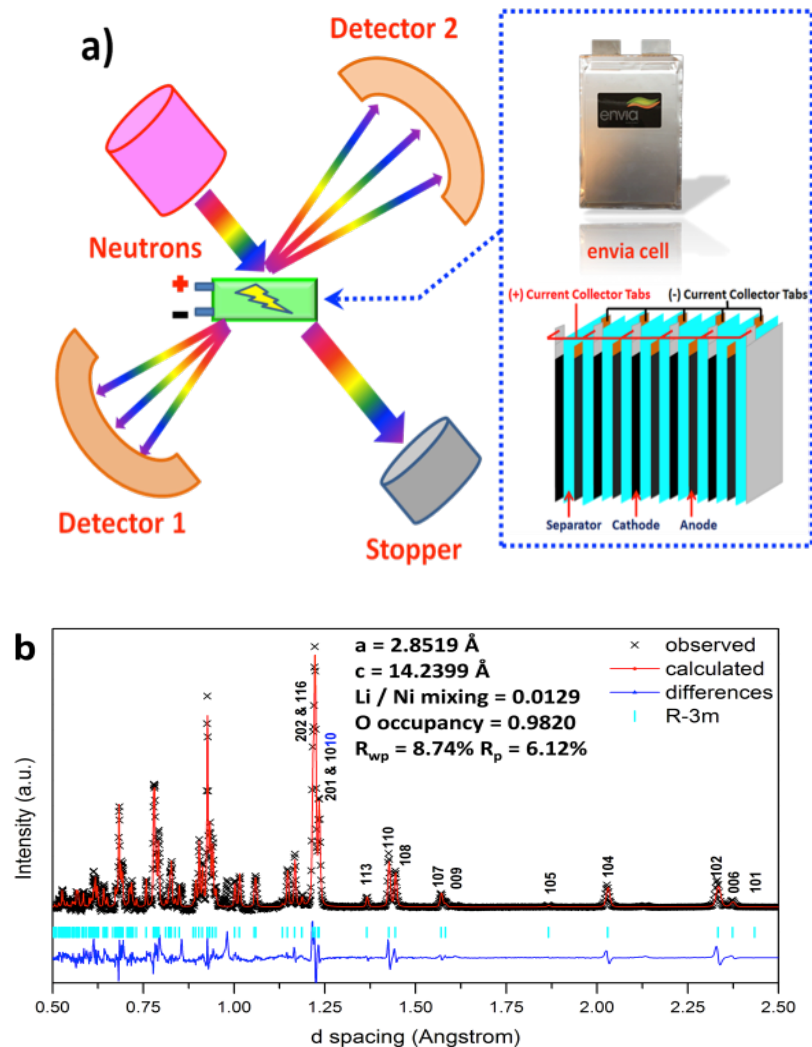 a)
Detector 2
Neutrons
+
-
Detector 1
Stopper
envia
envia cell
(+) Current Collector Tabs
(-) Current Collector Tabs
Separator
Cathode
Anode
b
a = 2.8519 Å
c = 14.2399 Å
Li / Ni mixing = 0.0129
O occupancy = 0.9820
Rwp = 8.74% Rp = 6.12%
observed
calculated
differences
R-3m
202 & 116
201 & 1010
113
110
108
107
009
105
104
102
006
101
Intensity (a.u.)
0.50 0.75 1.00 1.25 1.50 1.75 2.00 2.25 2.50
d spacing (Angstrom)